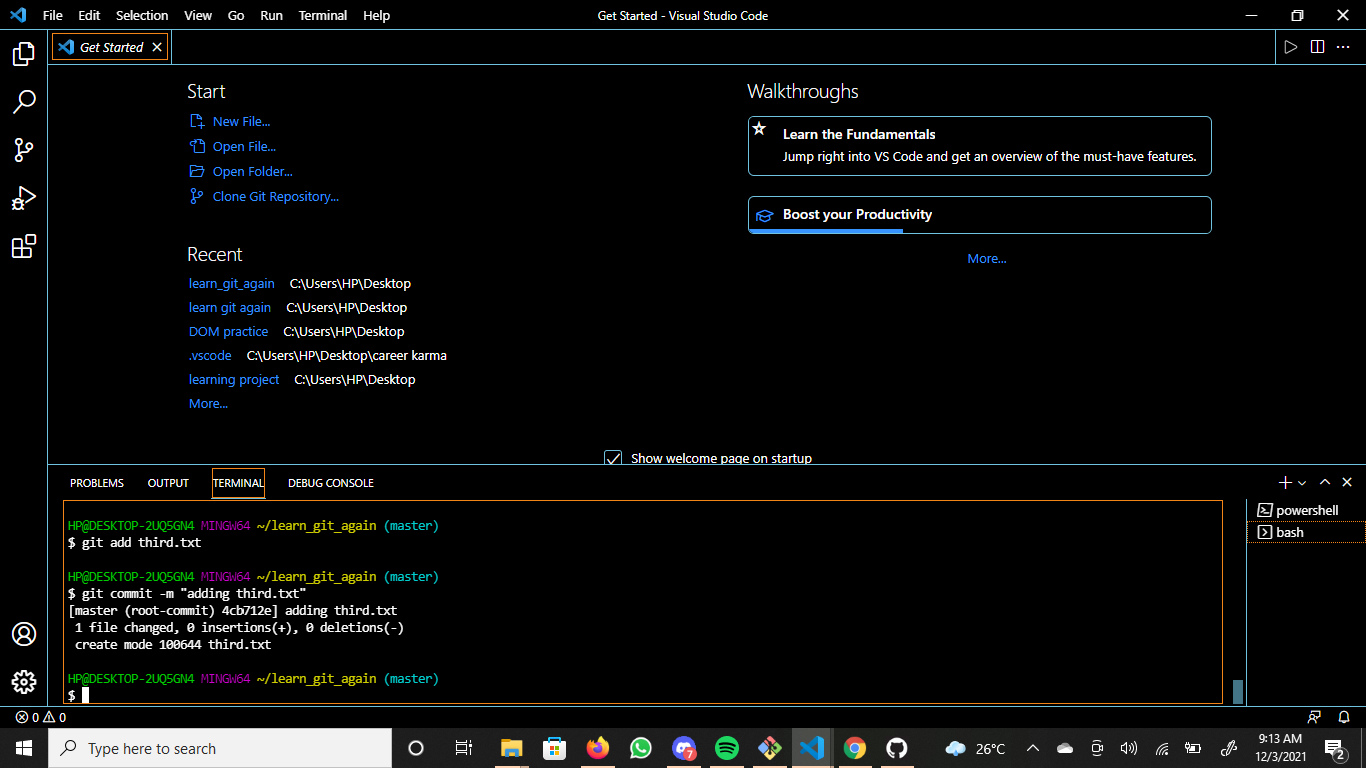 File Edit Selection View Go Run Terminal Help
Get Started - Visual Studio Code
Get Started
Start
New File...
Open File...
Open Folder...
Clone Git Repository...
Recent
learn_git_again C:\Users\HP\Desktop
learn git again C:\Users\HP\Desktop
DOM practice C:\Users\HP\Desktop
.vscode C:\Users\HP\Desktop\career karma
learning project C:\Users\HP\Desktop
More...
Walkthroughs
Learn the Fundamentals
Jump right into VS Code and get an overview of the must-have features.
Boost your Productivity
More...
Show welcome page on startup
PROBLEMS OUTPUT TERMINAL DEBUG CONSOLE
HP@DESKTOP-2UQ5GN4 MINGW64 ~/learn_git_again (master)
$ git add third.txt
HP@DESKTOP-2UQ5GN4 MINGW64 ~/learn_git_again (master)
$ git commit -m "adding third.txt"
[master (root-commit) 4cb712e] adding third.txt
1 file changed, 0 insertions(+), 0 deletions(-)
create mode 100644 third.txt
HP@DESKTOP-2UQ5GN4 MINGW64 ~/learn_git_again (master)
$
powershell
bash
0 0
Type here to search
7
26°C
9:13 AM
12/3/2021
2